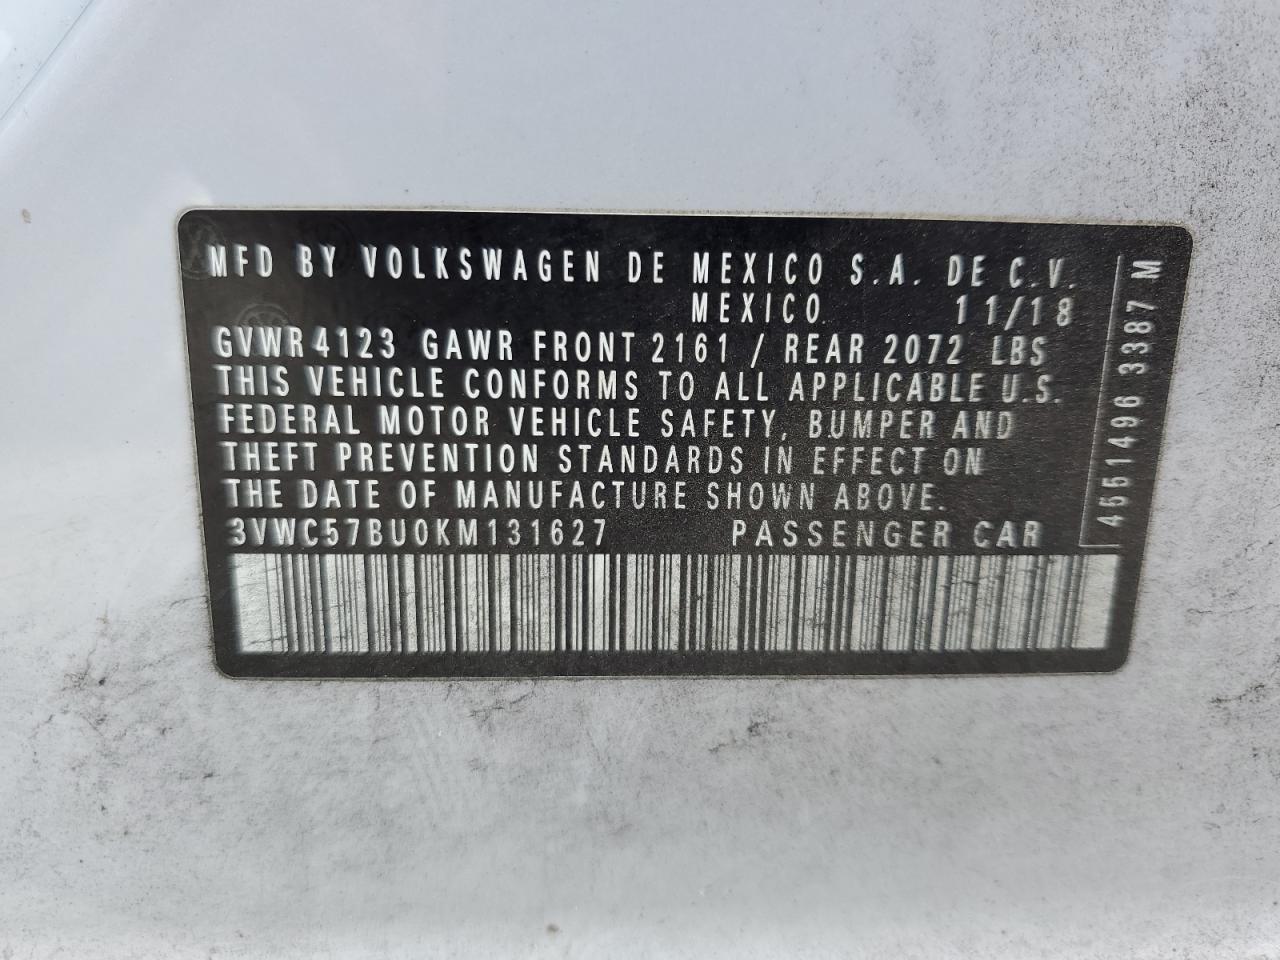 MFD BY VOLKSWAGEN DE MEXICO S.A. DE C.V.
MEXICO 11/18
GVWR 4123 GAWR FRONT 2161 / REAR 2072 LBS
THIS VEHICLE CONFORMS TO ALL APPLICABLE U.S.
FEDERAL MOTOR VEHICLE SAFETY, BUMPER AND
THEFT PREVENTION STANDARDS IN EFFECT ON
THE DATE OF MANUFACTURE SHOWN ABOVE.
3VWC57BU0KM131627 PASSENGER CAR
4551496 3387 M